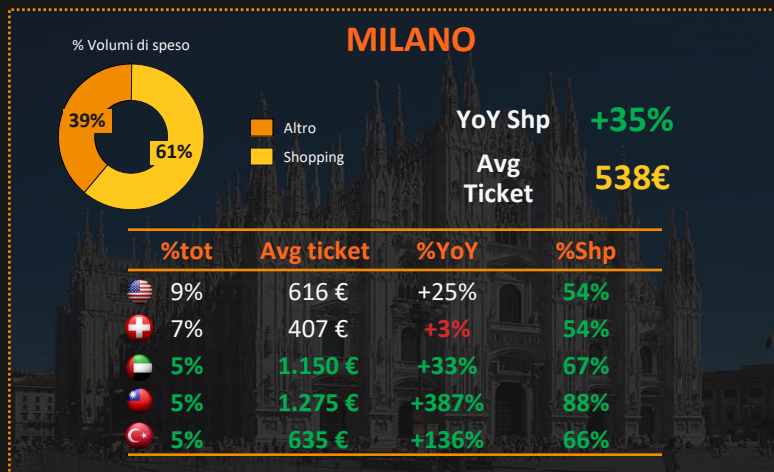 MILANO
% Volumi di speso
39%
61%
Altro
Shopping
YoY Shp +35%
Avg
Ticket 538€
%tot Avg ticket %YoY %Shp
9% 616 € +25% 54%
7% 407 € +3% 54%
5% 1.150 € +33% 67%
5% 1.275 € +387% 88%
5% 635 € +136% 66%